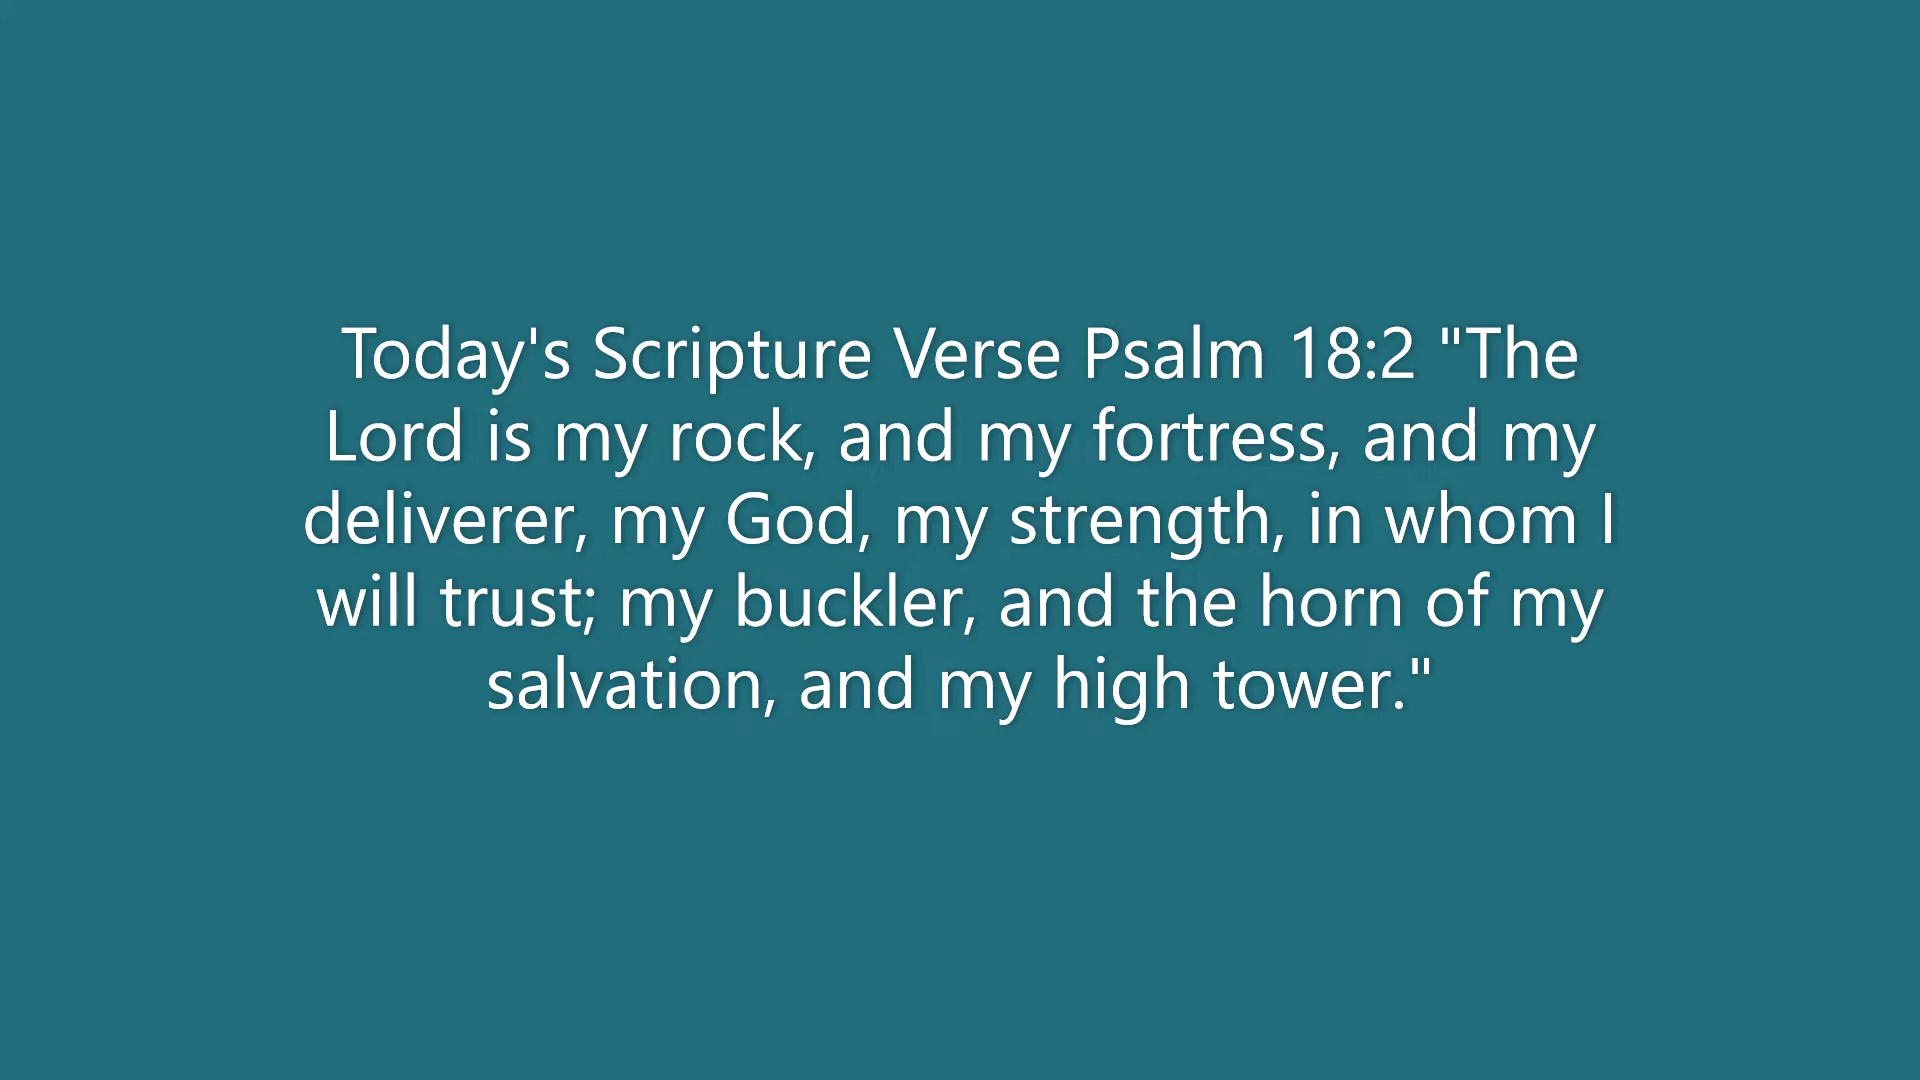 Today's Scripture Verse Psalm 18:2 "The
Lord is my rock, and my fortress, and my
deliverer, my God, my strength, in whom I
will trust; my buckler, and the horn of my
salvation, and my high tower."